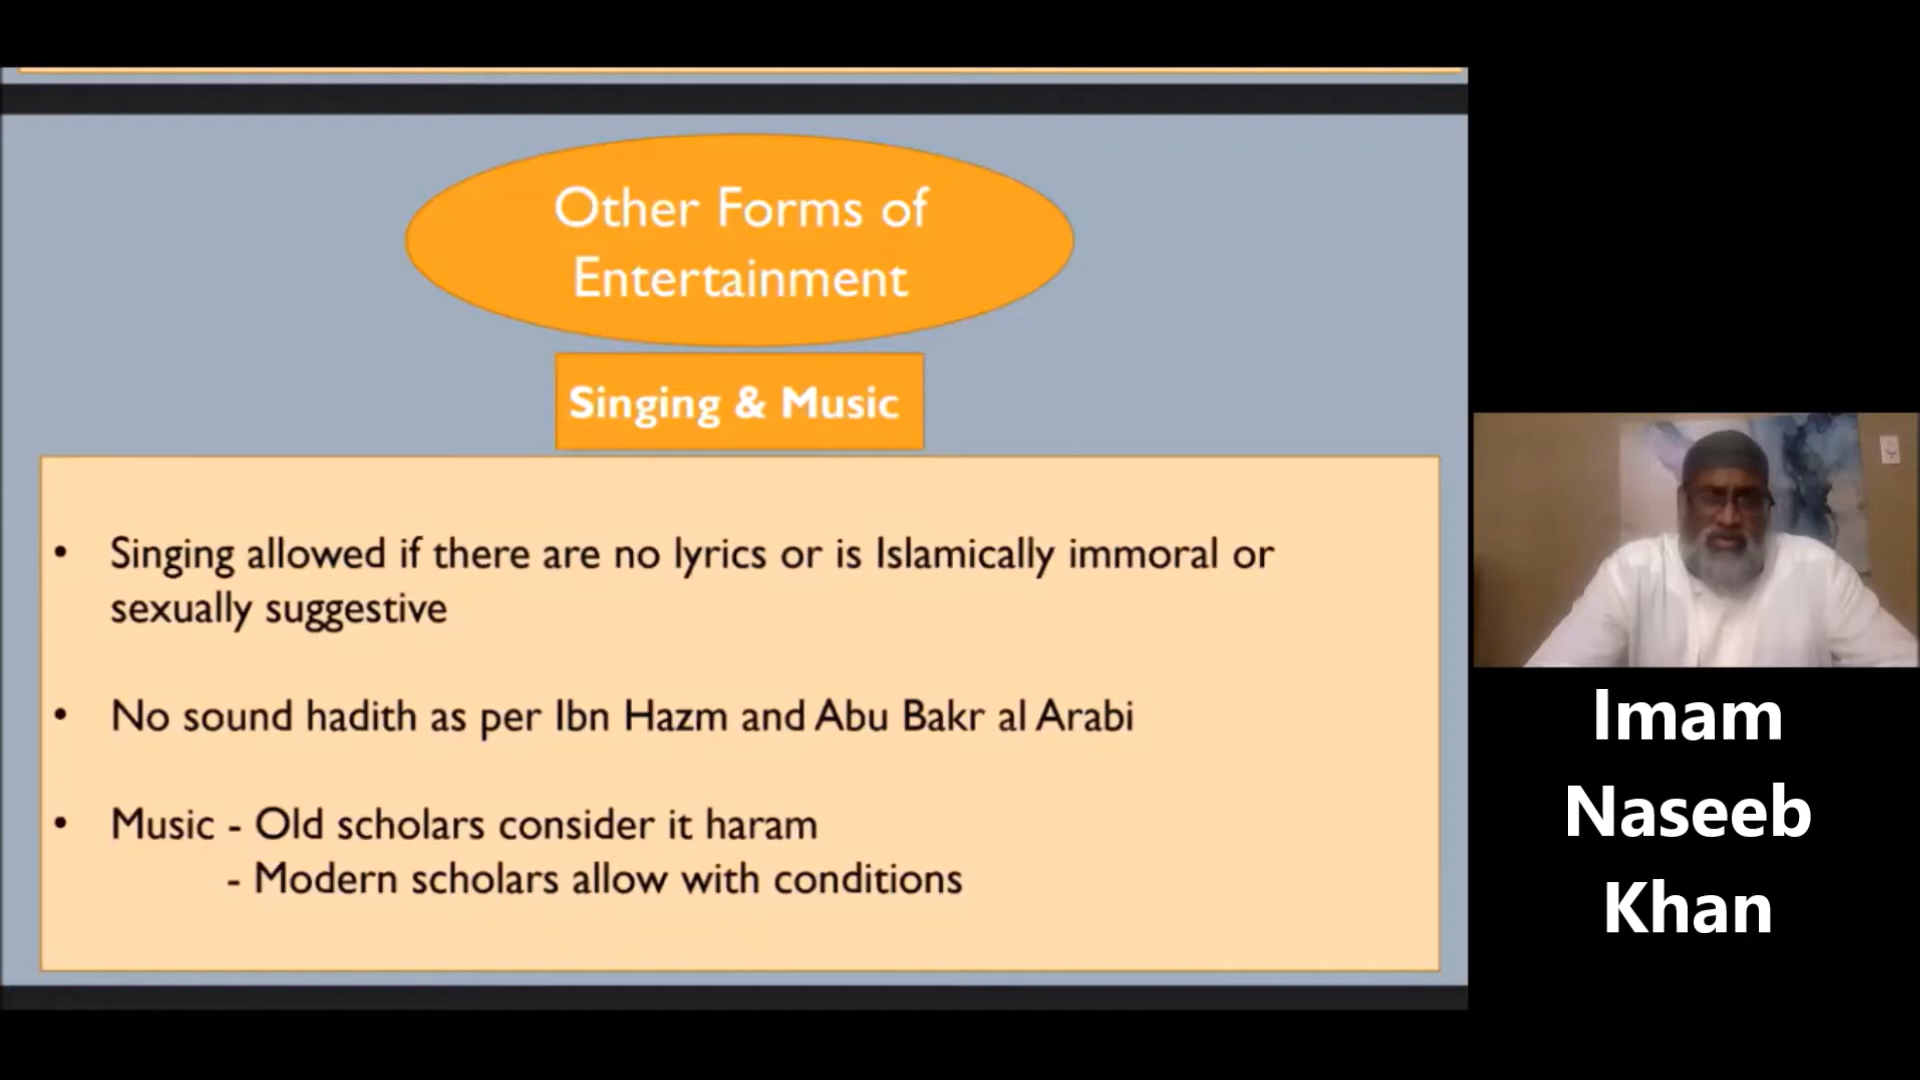 Other Forms of
Entertainment
Singing & Music
• Singing allowed if there are no lyrics or is Islamically immoral or
sexually suggestive
• No sound hadith as per Ibn Hazm and Abu Bakr al Arabi
• Music - Old scholars consider it haram
- Modern scholars allow with conditions
Imam
Naseeb
Khan